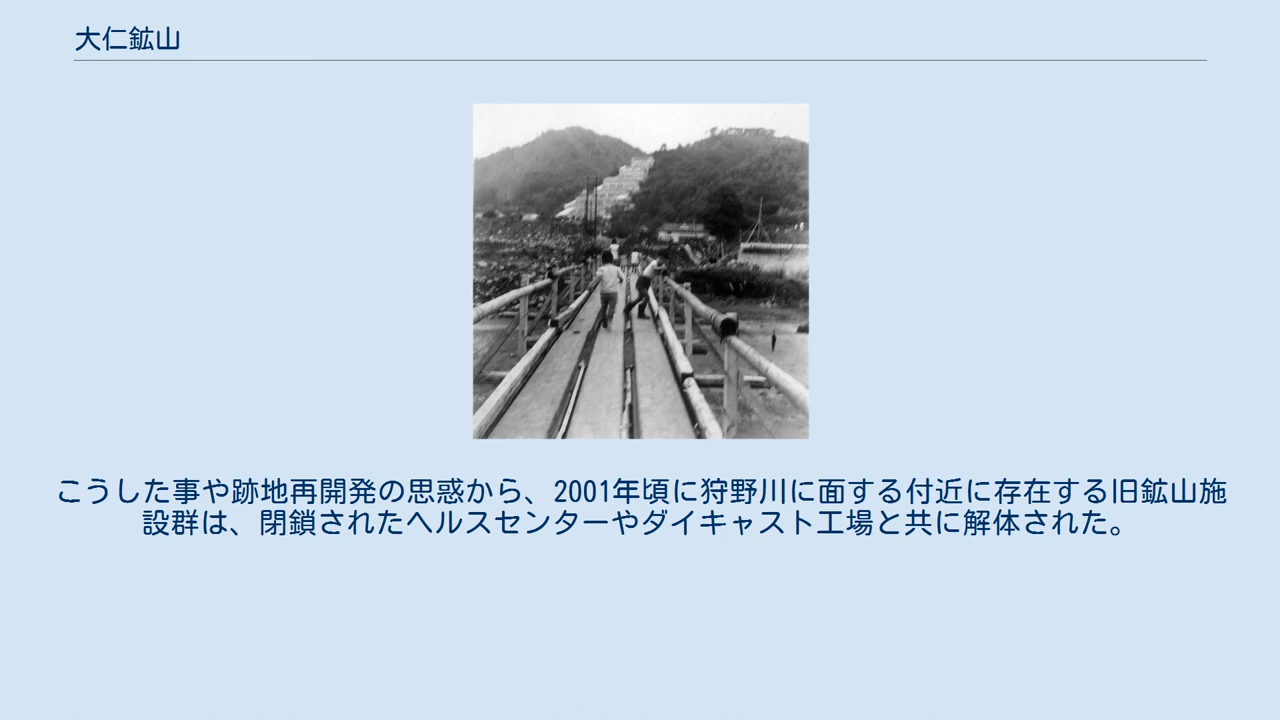 大仁鉱山
こうした事や跡地再開発の思惑から、2001年頃に狩野川に面する付近に存在する旧鉱山施
設群は、閉鎖されたヘルスセンターやダイキャスト工場と共に解体された。